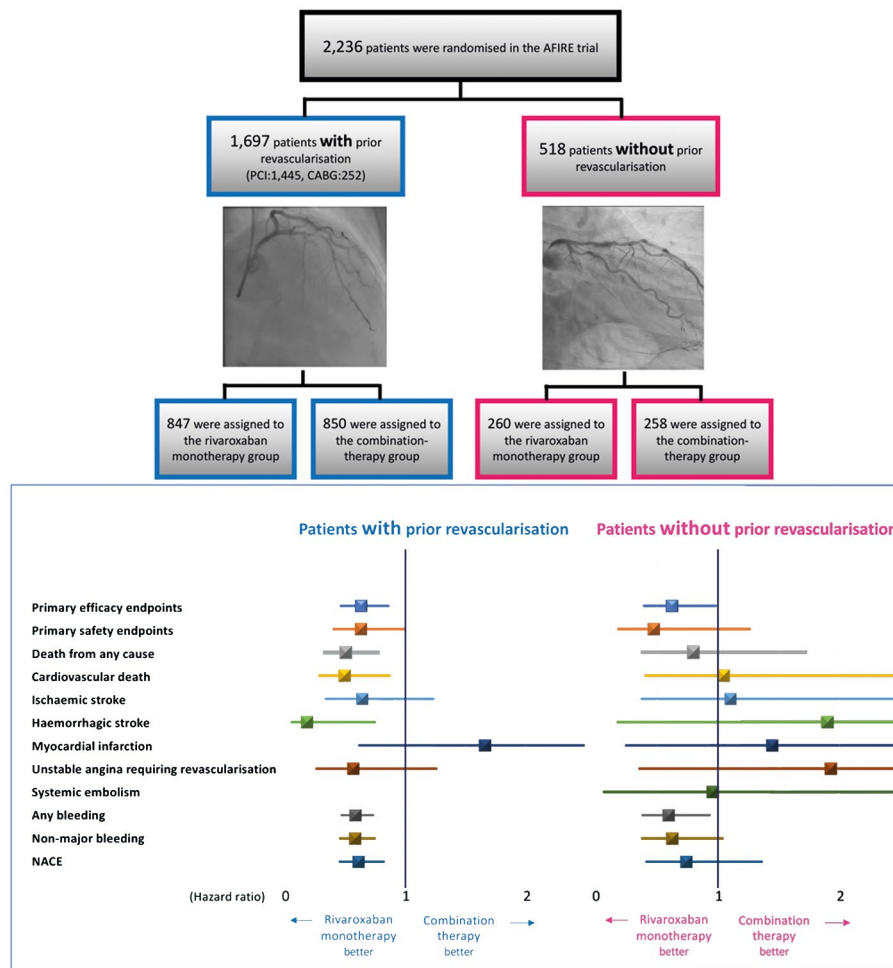 2,236 patients were randomised in the AFIRE trial
1,697 patients with prior
revascularisation
(PCI:1,445, CABG:252)
518 patients without prior
revascularisation
847 were assigned to
the rivaroxaban
monotherapy group
850 were assigned to
the combination-
therapy group
260 were assigned to
the rivaroxaban
monotherapy group
258 were assigned to
the combination-
therapy group
Patients with prior revascularisation
Patients without prior revascularisation
Primary efficacy endpoints
Primary safety endpoints
Death from any cause
Cardiovascular death
Ischaemic stroke
Haemorrhagic stroke
Myocardial infarction
Unstable angina requiring revascularisation
Systemic embolism
Any bleeding
Non-major bleeding
NACE
(Hazard ratio) 0 1 2 0 1 2
Rivaroxaban
monotherapy
better
Combination
therapy
better
Rivaroxaban
monotherapy
better
Combination
therapy
better